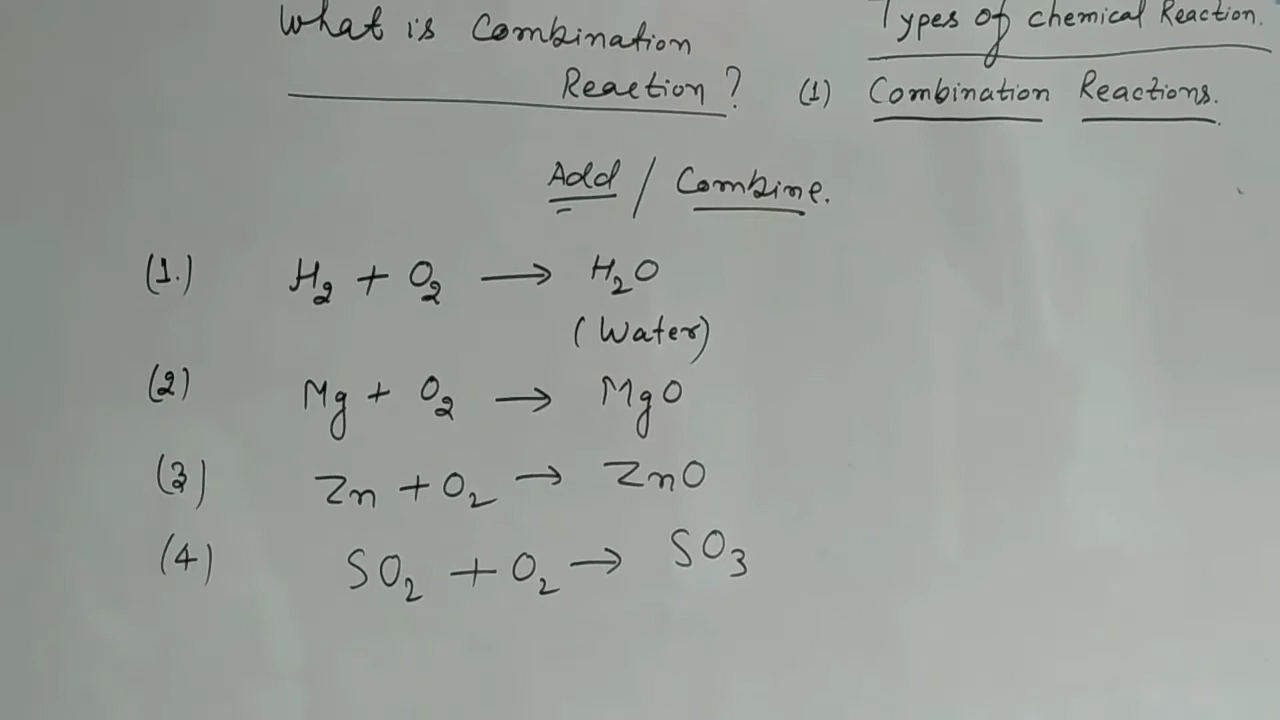 What is Combination
Reaction?
Types of chemical Reaction.
(1) Combination Reactions.
Add / Combine.
(1.) H₂ + O₂ ⟶ H₂O
(Water)
(2) Mg + O₂ ⟶ MgO
(3) Zn + O₂ → ZnO
(4) SO₂ + O₂ → SO₃